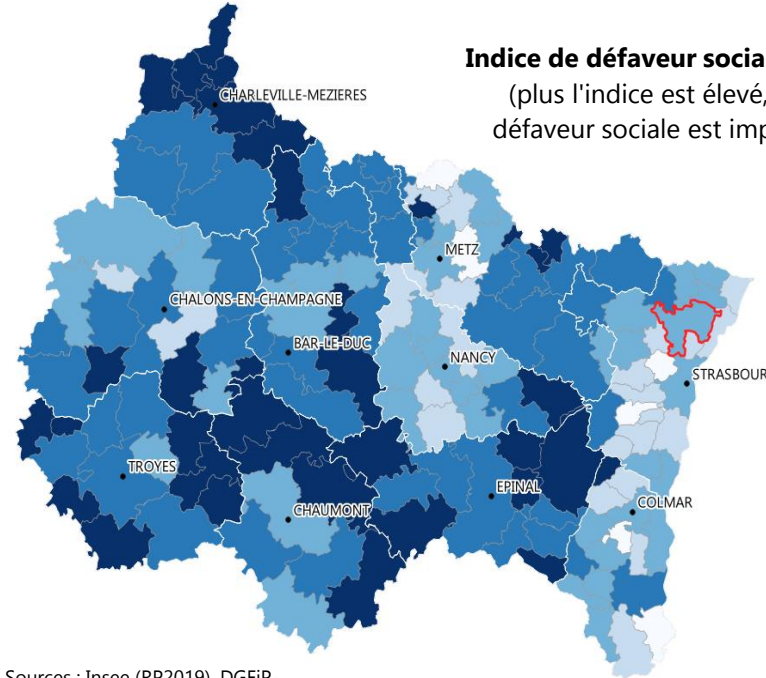 Indice de défaveur socia
(plus l'indice est élevé,
défaveur sociale est imp
CHARLEVILLE-MEZIERES
METZ
CHALONS-EN-CHAMPAGNE
BAR-LE-DUC
NANCY
STRASBOUR
TROYES
EPINAL
CHAUMONT
COLMAR
Sources : Insee (RP2019), DGFiP